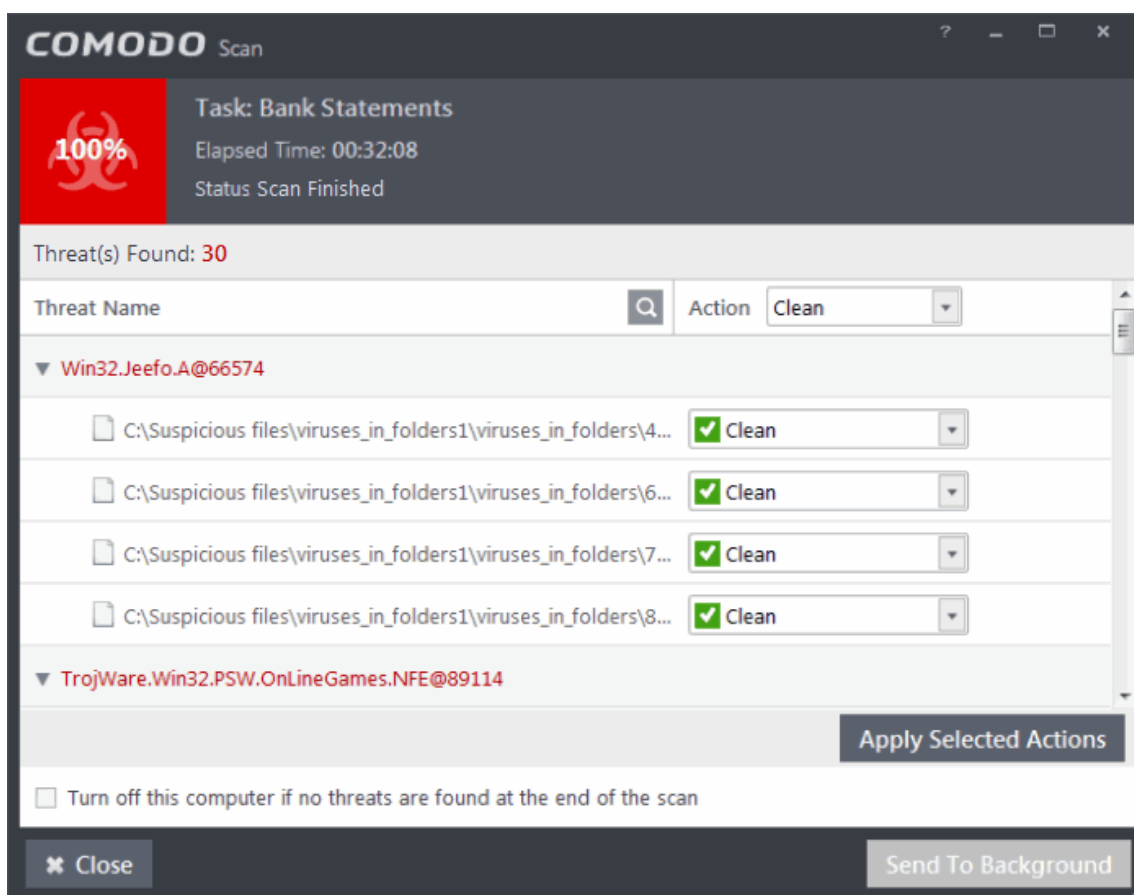 COMODO Scan
?
100%
Task: Bank Statements
Elapsed Time: 00:32:08
Status Scan Finished
Threat(s) Found: 30
Threat Name
Action Clean
Win32.Jeefo.A@66574
C:\Suspicious files\viruses_in_folders1\viruses_in_folders\4... Clean
C:\Suspicious files\viruses_in_folders1\viruses_in_folders\6... Clean
C:\Suspicious files\viruses_in_folders1\viruses_in_folders\7... Clean
C:\Suspicious files\viruses_in_folders1\viruses_in_folders\8... Clean
TrojWare.Win32.PSW.OnLineGames.NFE@89114
Apply Selected Actions
Turn off this computer if no threats are found at the end of the scan
Close
Send To Background